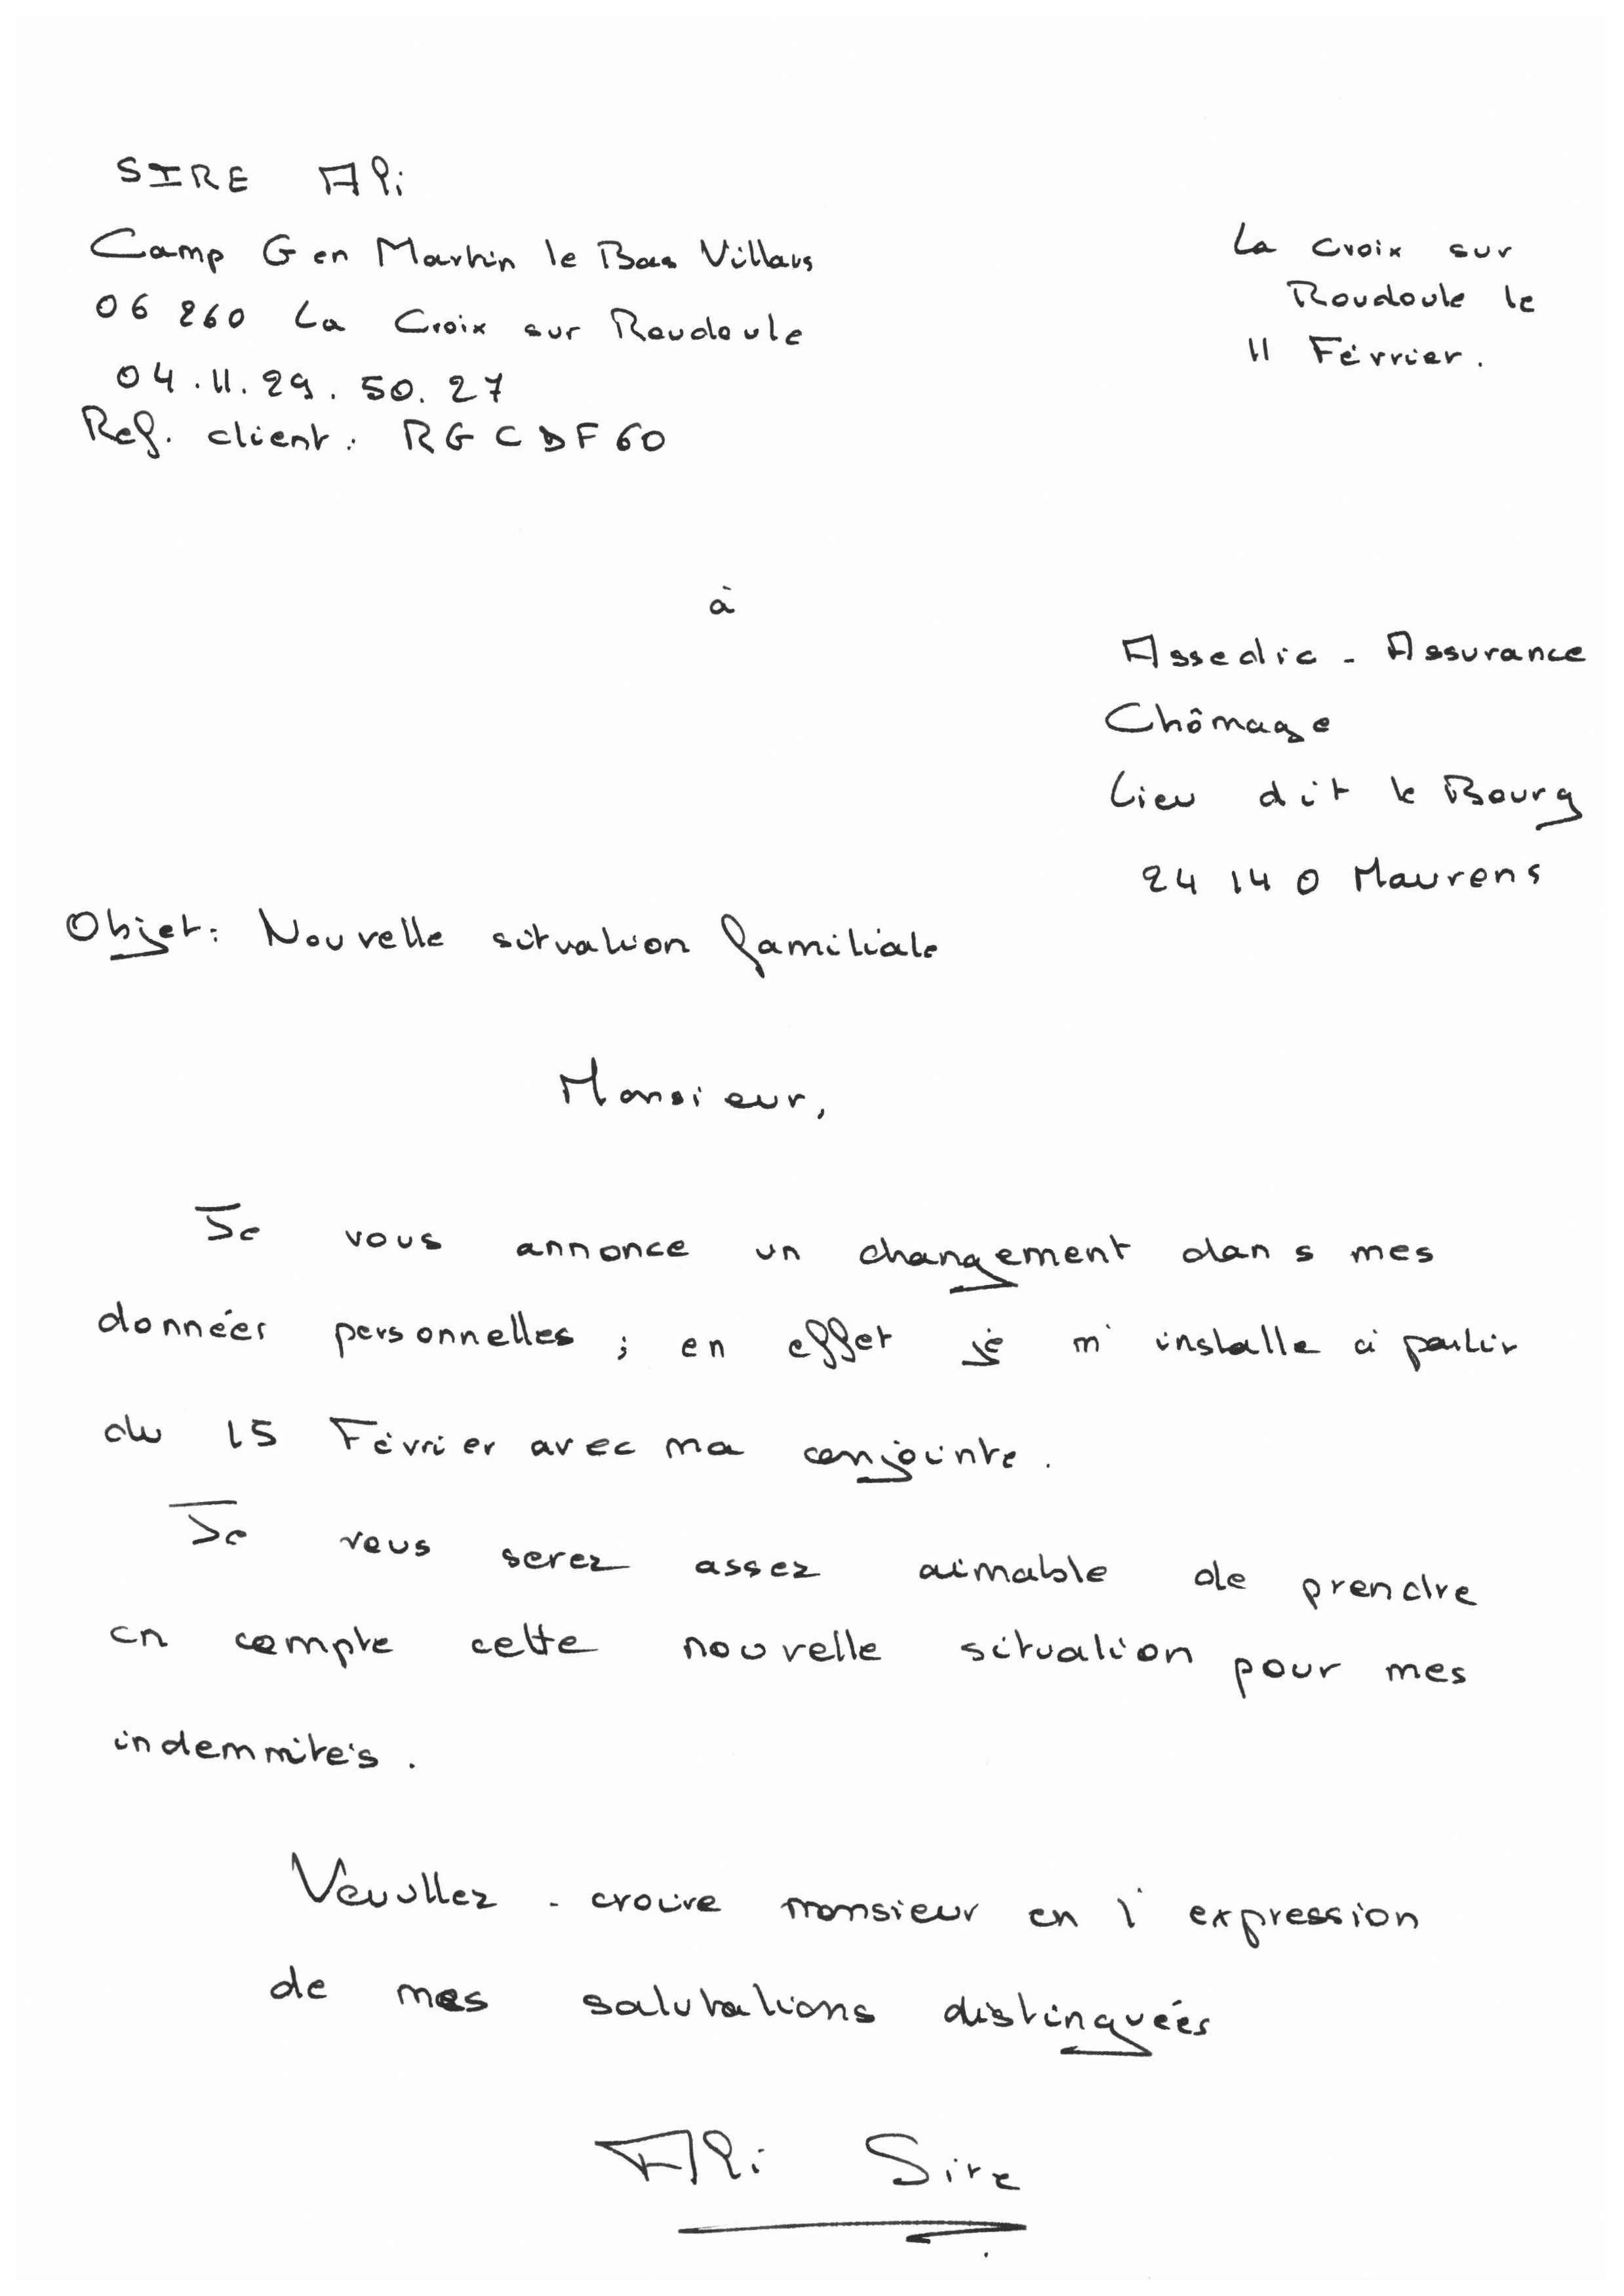 SIRE Ali
Camp Gen Martin le Bas Villars
06 260 La Croix sur Roudoule
04.11.29.50.27
Ref. client : RGCDF60
La Croix sur
Roudoule le
11 Février.
à
Assedic - Assurance
Chômage
Lieu dit le Bourg
24 140 Maurens
Objet : Nouvelle situation familiale
Monsieur,
Je vous annonce un changement dans mes
données personnelles ; en effet je m'installe à partir
du 15 Février avec ma conjointe.
Je vous serez assez aimable de prendre
en compte cette nouvelle situation pour mes
indemmités.
Veuillez - croire monsieur en l'expression
de mes salutations distinguées
Ali Sire